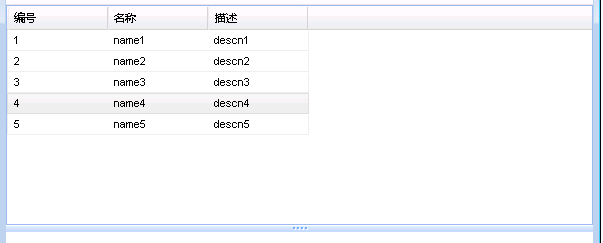 编号 名称 描述
1 name1 descn1
2 name2 descn2
3 name3 descn3
4 name4 descn4
5 name5 descn5